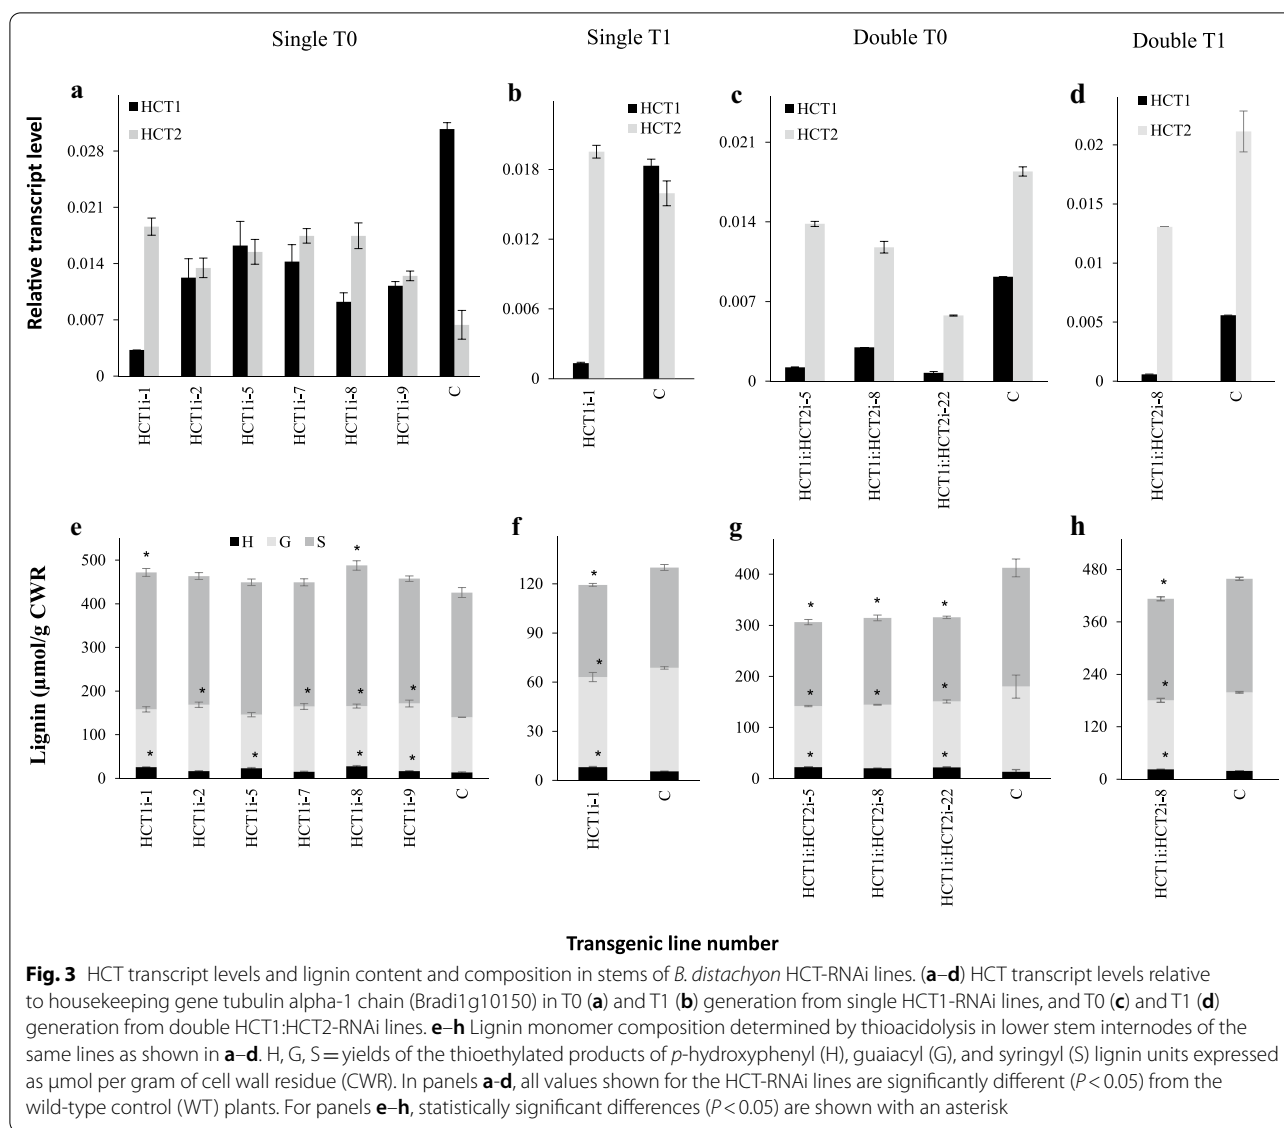 Single T0
Single T1
Double T0
Double T1
Relative transcript level
a
HCT1
HCT2
0.028
0.021
0.014
0.007
0
HCT1i-1
HCT1i-2
HCT1i-5
HCT1i-7
HCT1i-8
HCT1i-9
C
b
HCT1
HCT2
0.018
0.012
0.006
0
HCT1i-1
C
c
HCT1
HCT2
0.021
0.014
0.007
0
HCT1i:HCT2i-5
HCT1i:HCT2i-8
HCT1i:HCT2i-22
C
d
HCT1
HCT2
0.02
0.015
0.01
0.005
0
HCT1i:HCT2i-8
C
Lignin (µmol/g CWR
e
H G S
500
400
300
200
100
0
* *
* * * *
* * * *
HCT1i-1
HCT1i-2
HCT1i-5
HCT1i-7
HCT1i-8
HCT1i-9
C
f
120
90
60
30
0
*
*
*
HCT1i-1
C
g
400
300
200
100
0
* * *
* * *
* *
HCT1i:HCT2i-5
HCT1i:HCT2i-8
HCT1i:HCT2i-22
C
h
480
360
240
120
0
*
*
*
HCT1i:HCT2i-8
C
Transgenic line number
Fig. 3 HCT transcript levels and lignin content and composition in stems of B. distachyon HCT-RNAi lines. (a–d) HCT transcript levels relative
to housekeeping gene tubulin alpha-1 chain (Bradi1g10150) in T0 (a) and T1 (b) generation from single HCT1-RNAi lines, and T0 (c) and T1 (d)
generation from double HCT1:HCT2-RNAi lines. e–h Lignin monomer composition determined by thioacidolysis in lower stem internodes of the
same lines as shown in a–d. H, G, S = yields of the thioethylated products of p-hydroxyphenyl (H), guaiacyl (G), and syringyl (S) lignin units expressed
as µmol per gram of cell wall residue (CWR). In panels a-d, all values shown for the HCT-RNAi lines are significantly different (P < 0.05) from the
wild-type control (WT) plants. For panels e–h, statistically significant differences (P < 0.05) are shown with an asterisk